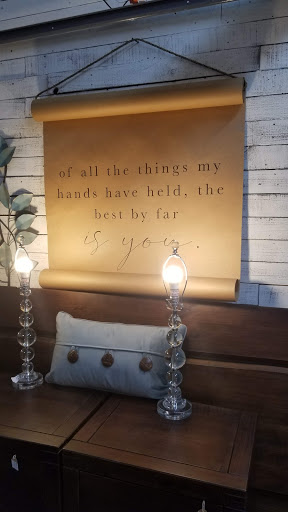 of all the things my
hands have held, the
best by far
is you.